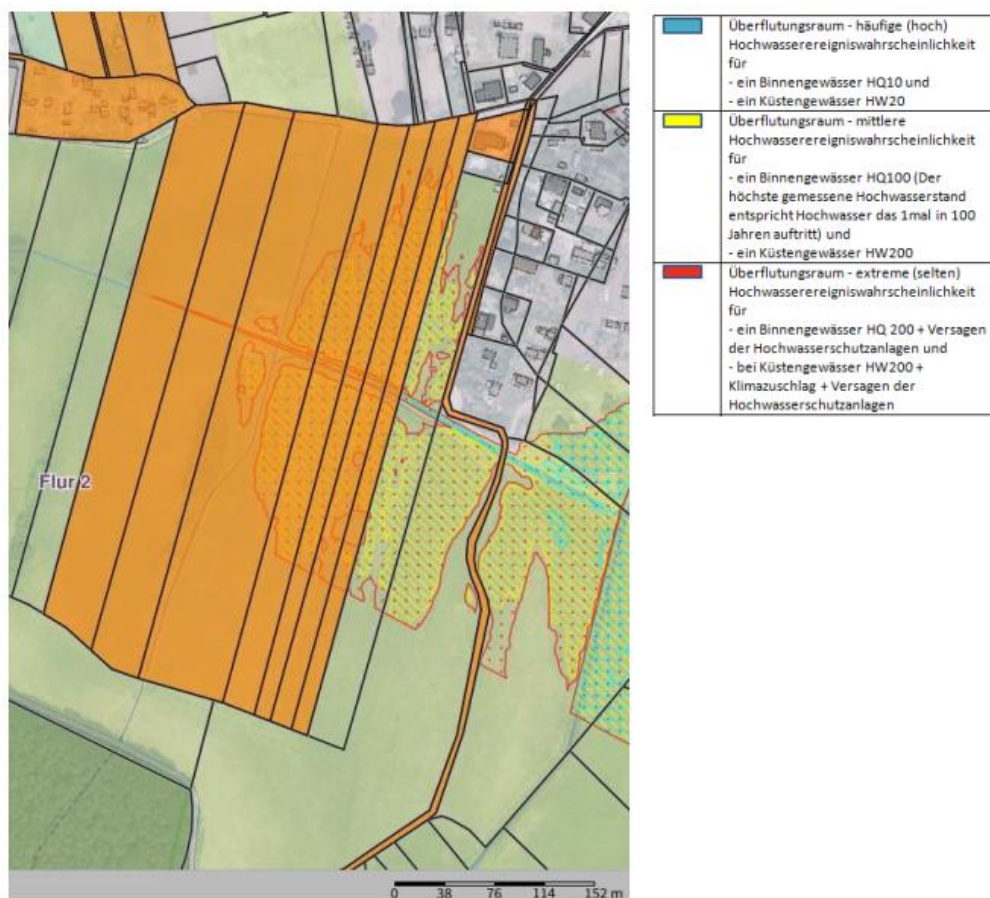 Flur 2
0 38 76 114 152 m
Überflutungsraum - häufige (hoch)
Hochwasserereigniswahrscheinlichkeit
für
- ein Binnengewässer HQ10 und
- ein Küstengewässer HW20
Überflutungsraum - mittlere
Hochwasserereigniswahrscheinlichkeit
für
- ein Binnengewässer HQ100 (Der
höchste gemessene Hochwasserstand
entspricht Hochwasser das 1mal in 100
Jahren auftritt) und
- ein Küstengewässer HW200
Überflutungsraum - extreme (selten)
Hochwasserereigniswahrscheinlichkeit
für
- ein Binnengewässer HQ 200 + Versagen
der Hochwasserschutzanlagen und
- bei Küstengewässer HW200 +
Klimazuschlag + Versagen der
Hochwasserschutzanlagen